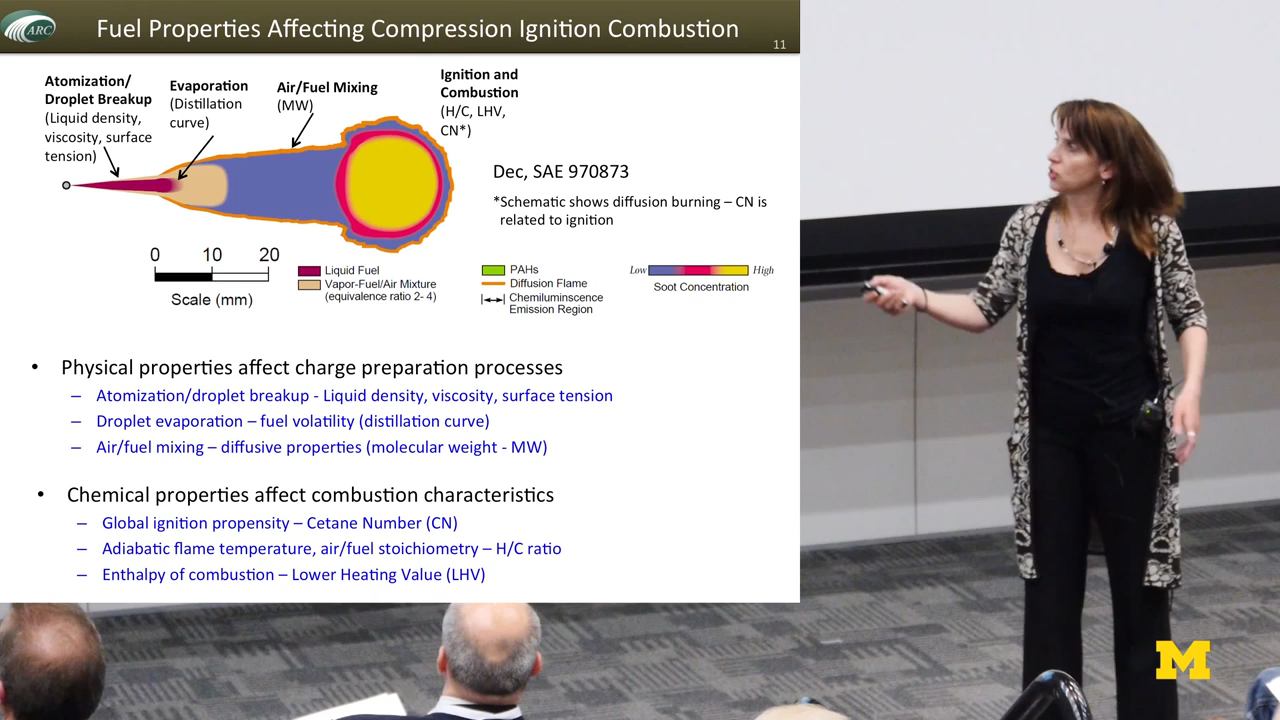 ARC
Fuel Properties Affecting Compression Ignition Combustion
11
Atomization/
Droplet Breakup
(Liquid density,
viscosity, surface
tension)
Evaporation
(Distillation
curve)
Air/Fuel Mixing
(MW)
Ignition and
Combustion
(H/C, LHV,
CN*)
Dec, SAE 970873
*Schematic shows diffusion burning – CN is
related to ignition
0 10 20
Scale (mm)
Liquid Fuel
Vapor-Fuel/Air Mixture
(equivalence ratio 2- 4)
PAHs
Diffusion Flame
Chemiluminscence
Emission Region
Low High
Soot Concentration
• Physical properties affect charge preparation processes
– Atomization/droplet breakup - Liquid density, viscosity, surface tension
– Droplet evaporation – fuel volatility (distillation curve)
– Air/fuel mixing – diffusive properties (molecular weight - MW)
• Chemical properties affect combustion characteristics
– Global ignition propensity – Cetane Number (CN)
– Adiabatic flame temperature, air/fuel stoichiometry – H/C ratio
– Enthalpy of combustion – Lower Heating Value (LHV)
M